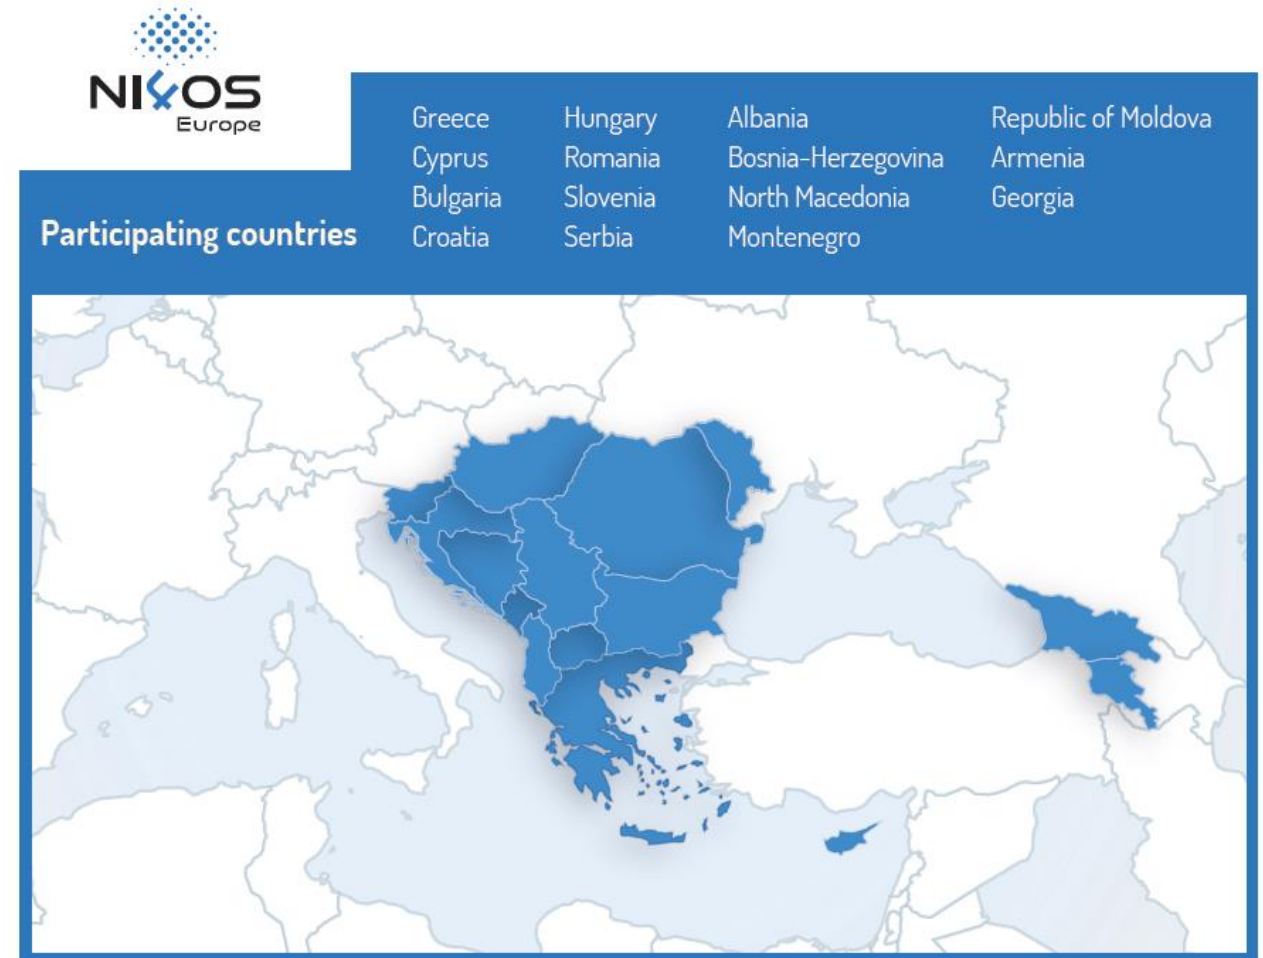 NI4OS
Europe
Participating countries
Greece
Cyprus
Bulgaria
Croatia
Hungary
Romania
Slovenia
Serbia
Albania
Bosnia-Herzegovina
North Macedonia
Montenegro
Republic of Moldova
Armenia
Georgia